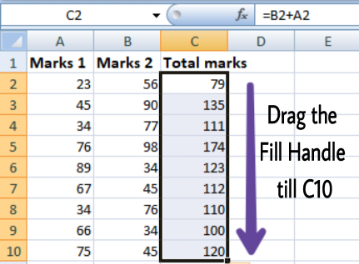 C2 fx =B2+A2
A B C D E
1 Marks 1 Marks 2 Total marks
2 23 56 79
3 45 90 135
4 34 77 111
5 76 98 174
6 89 34 123
7 67 45 112
8 34 76 110
9 66 34 100
10 75 45 120
Drag the
Fill Handle
till C10